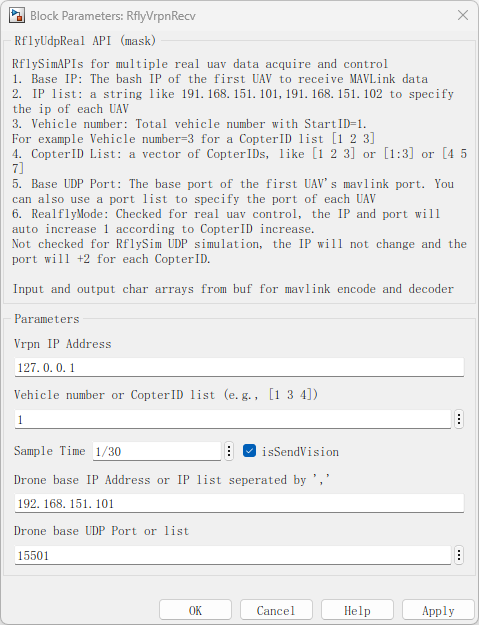 Block Parameters: RflyVrpnRecv
RflyUdpReal API (mask)
RflySimAPIs for multiple real uav data acquire and control
1. Base IP: The bash IP of the first UAV to receive MAVLink data
2. IP list: a string like 191.168.151.101,191.168.151.102 to specify
the ip of each UAV
3. Vehicle number: Total vehicle number with StartID=1.
For example Vehicle number=3 for a CopterID list [1 2 3]
4. CopterID List: a vector of CopterIDs, like [1 2 3] or [1:3] or [4 5
7]
5. Base UDP Port: The base port of the first UAV's mavlink port. You
can also use a port list to specify the port of each UAV
6. RealflyMode: Checked for real uav control, the IP and port will
auto increase 1 according to CopterID increase.
Not checked for RflySim UDP simulation, the IP will not change and the
port will +2 for each CopterID.
Input and output char arrays from buf for mavlink encode and decoder
Parameters
Vrpn IP Address
127.0.0.1
Vehicle number or CopterID list (e.g., [1 3 4])
1
Sample Time 1/30 isSendVision
Drone base IP Address or IP list seperated by ','
192.168.151.101
Drone base UDP Port or list
15501
OK Cancel Help Apply